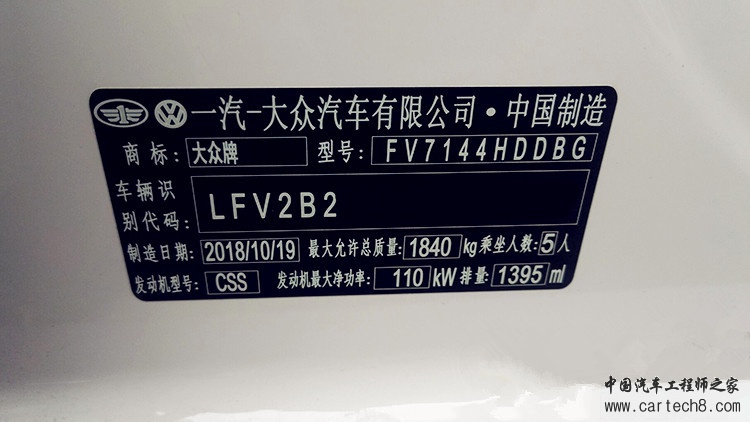 一汽-大众汽车有限公司·中国制造
商标: 大众牌 型号: FV7144HDDBG
车辆识别代码: LFV2B2
制造日期: 2018/10/19 最大允许总质量: 1840 kg 乘坐人数: 5 人
发动机型号: CSS 发动机最大净功率: 110 kW 排量: 1395 ml
中国汽车工程师之家
www.cartech8.com